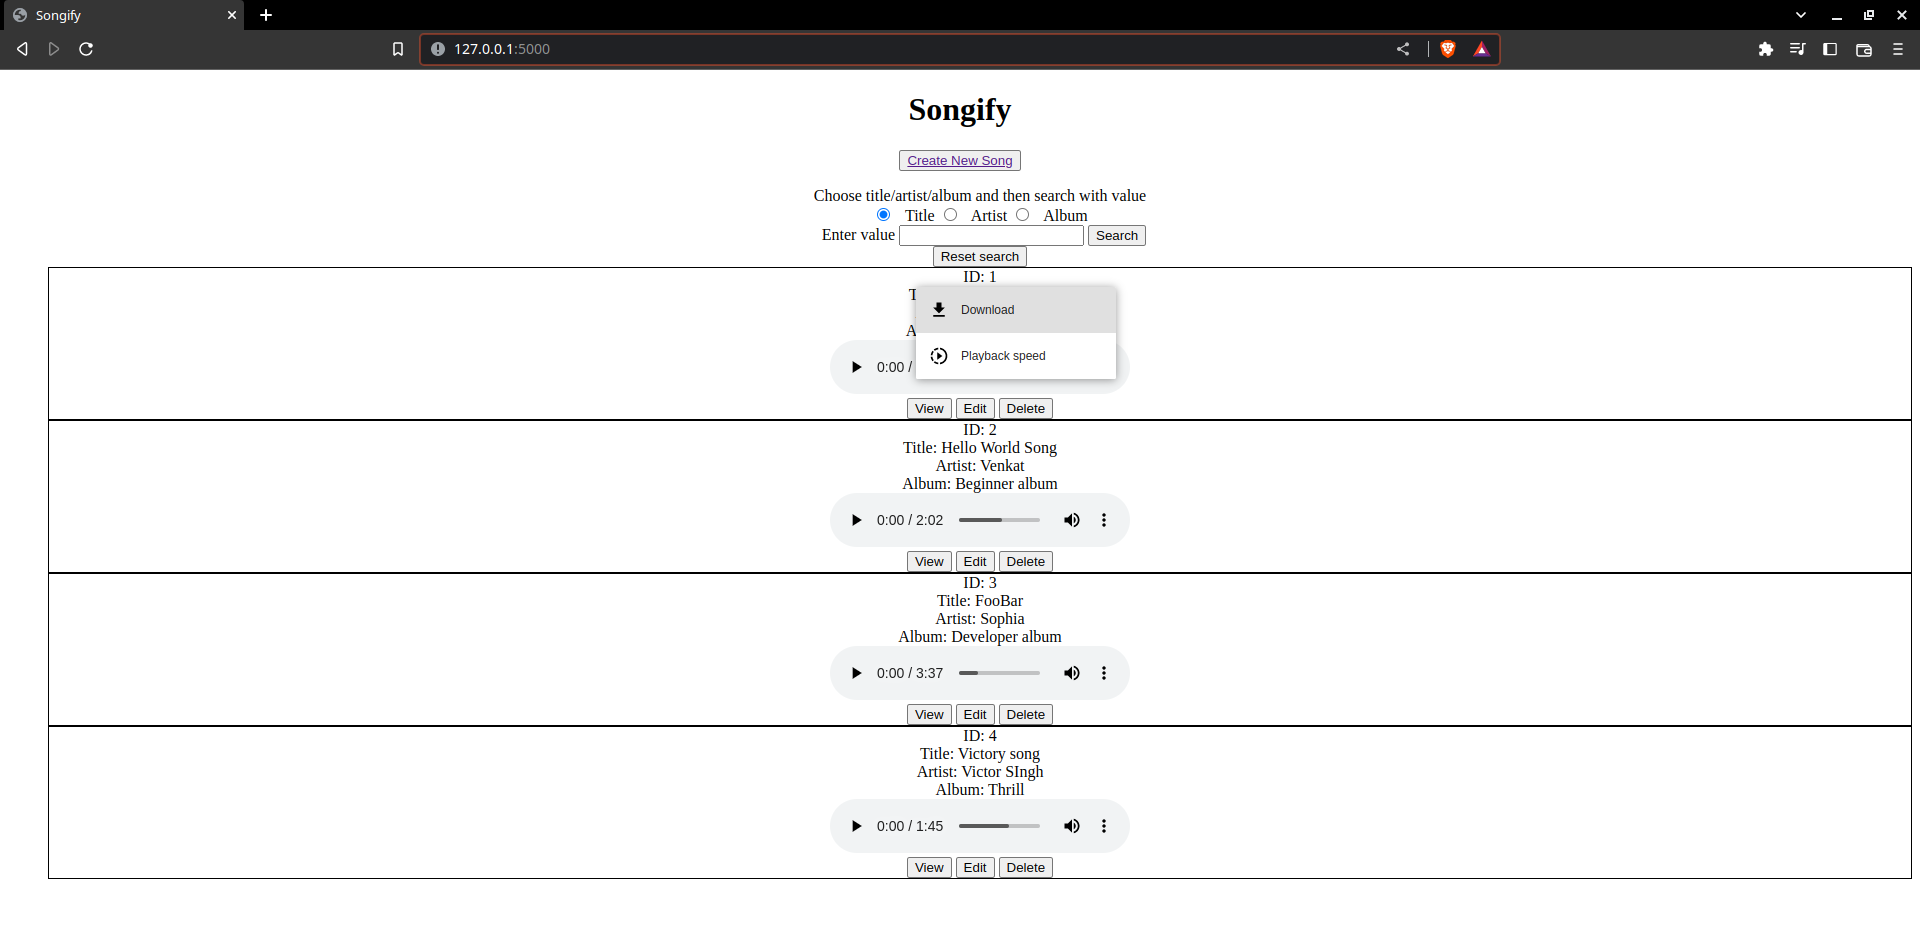 Songify
127.0.0.1:5000
Songify
Create New Song
Choose title/artist/album and then search with value
Title Artist Album
Enter value Search
Reset search
ID: 1
T
Download
A
Playback speed
0:00 /
View Edit Delete
ID: 2
Title: Hello World Song
Artist: Venkat
Album: Beginner album
0:00 / 2:02
View Edit Delete
ID: 3
Title: FooBar
Artist: Sophia
Album: Developer album
0:00 / 3:37
View Edit Delete
ID: 4
Title: Victory song
Artist: Victor SIngh
Album: Thrill
0:00 / 1:45
View Edit Delete